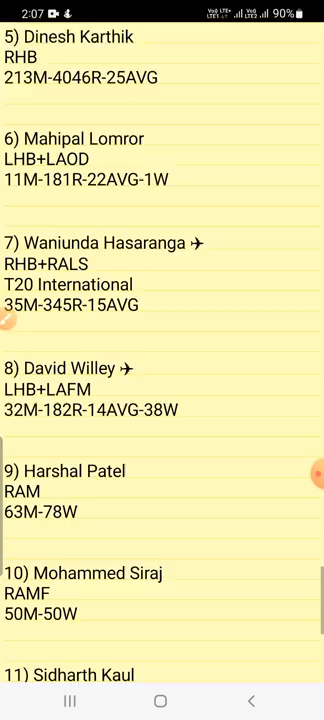 2:07 90%
5) Dinesh Karthik
RHB
213M-4046R-25AVG
6) Mahipal Lomror
LHB+LAOD
11M-181R-22AVG-1W
7) Waniunda Hasaranga ✈
RHB+RALS
T20 International
35M-345R-15AVG
8) David Willey ✈
LHB+LAFM
32M-182R-14AVG-38W
9) Harshal Patel
RAM
63M-78W
10) Mohammed Siraj
RAMF
50M-50W
11) Sidharth Kaul